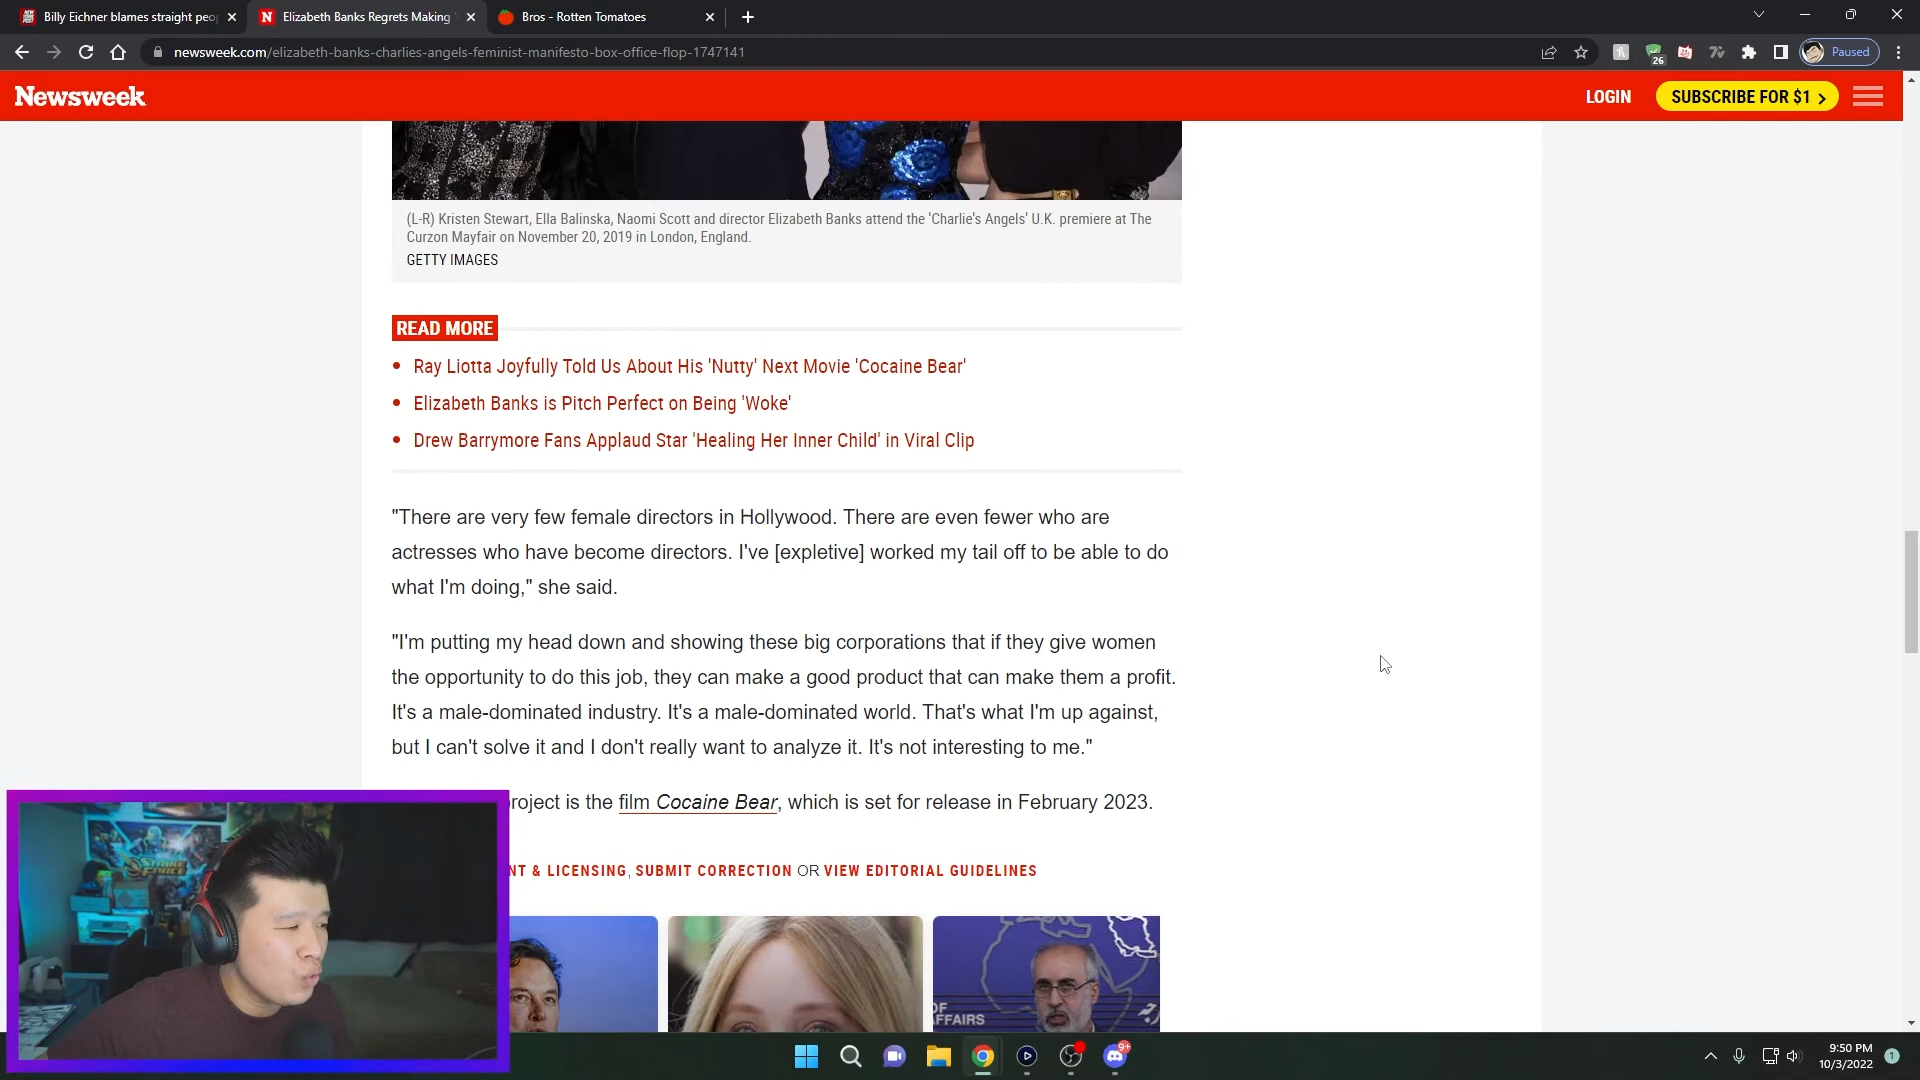 Billy Eichner blames straight peo
Elizabeth Banks Regrets Making
Bros - Rotten Tomatoes
newsweek.com/elizabeth-banks-charlies-angels-feminist-manifesto-box-office-flop-1747141
26
Paused
Newsweek
LOGIN
SUBSCRIBE FOR $1
(L-R) Kristen Stewart, Ella Balinska, Naomi Scott and director Elizabeth Banks attend the 'Charlie's Angels' U.K. premiere at The
Curzon Mayfair on November 20, 2019 in London, England.
GETTY IMAGES
READ MORE
Ray Liotta Joyfully Told Us About His 'Nutty' Next Movie 'Cocaine Bear'
Elizabeth Banks is Pitch Perfect on Being 'Woke'
Drew Barrymore Fans Applaud Star 'Healing Her Inner Child' in Viral Clip
"There are very few female directors in Hollywood. There are even fewer who are
actresses who have become directors. I've [expletive] worked my tail off to be able to do
what I'm doing," she said.
"I'm putting my head down and showing these big corporations that if they give women
the opportunity to do this job, they can make a good product that can make them a profit.
It's a male-dominated industry. It's a male-dominated world. That's what I'm up against,
but I can't solve it and I don't really want to analyze it. It's not interesting to me."
roject is the film Cocaine Bear, which is set for release in February 2023.
NT & LICENSING, SUBMIT CORRECTION OR VIEW EDITORIAL GUIDELINES
STRIKE
FORCE
OF
FFAIRS
9+
9:50 PM
10/3/2022
1